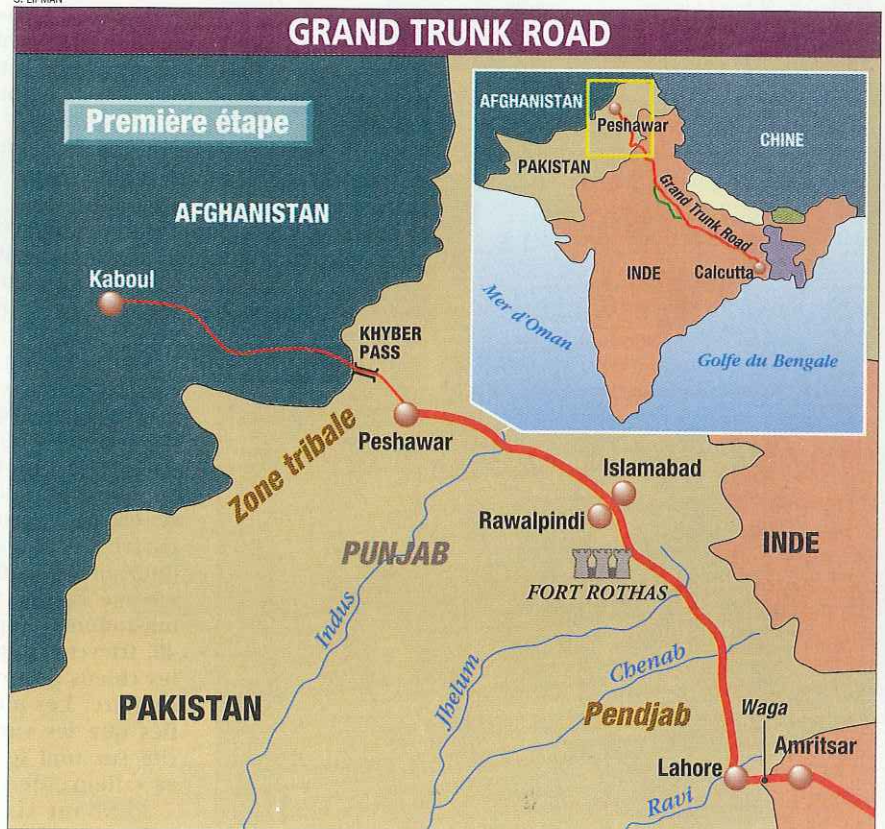 GRAND TRUNK ROAD
Première étape
AFGHANISTAN
Peshawar
PAKISTAN
CHINE
Grand Trunk Road
INDE
Calcutta
Mer d'Oman
Golfe du Bengale
AFGHANISTAN
Kaboul
KHYBER
PASS
Peshawar
Zone tribale
Islamabad
Rawalpindi
PUNJAB
INDE
FORT ROTHAS
Indus
Jhelum
Chenab
PAKISTAN
Pendjab
Waga
Amritsar
Lahore
Ravi